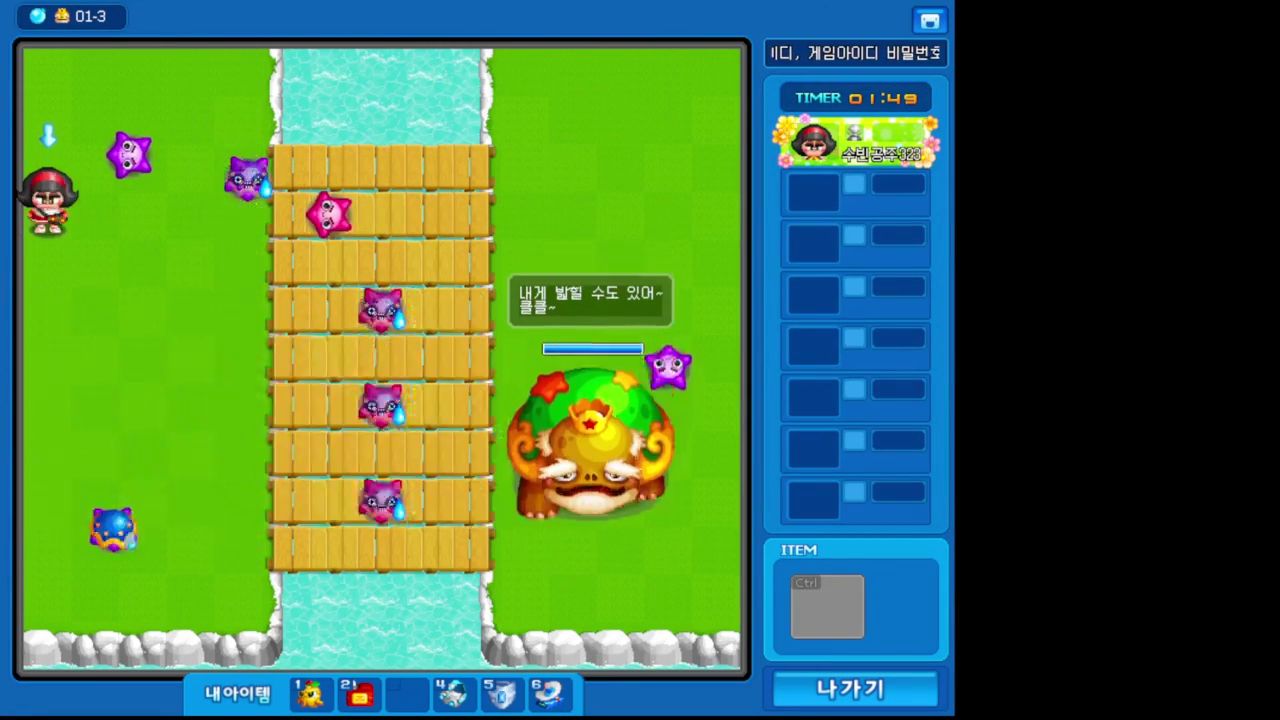 01-3
니디, 게임아이디 비밀번호
TIMER 01:49
수빈공주323
내게 밟힐 수도 있어~
클클~
ITEM
Ctrl
내아이템
1
2
4
5
6
나가기